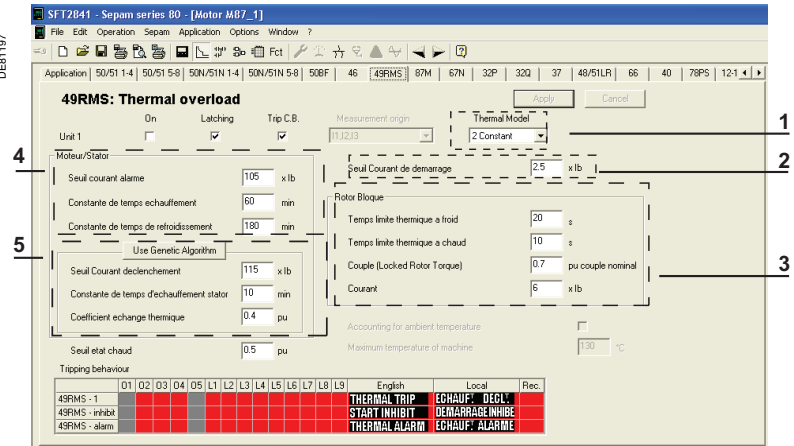 DE81197
SFT2841 - Sepam series 80 - [Motor M87_1]
File Edit Operation Sepam Application Options Window ?
Fct
Application 50/51 1-4 50/51 5-8 50N/51N 1-4 50N/51N 5-8 50BF 46 49RMS 87M 67N 32P 32Q 37 48/51LR 66 40 78PS 12-1
49RMS: Thermal overload
Apply Cancel
On Latching Trip C.B. Measurement origin Thermal Model
Unit 1 I1,I2,I3 2 Constant
1
4
Moteur/Stator
Seuil courant alarme 105 x Ib
Constante de temps echauffement 60 min
Constante de temps de refroidissement 180 min
5
Use Genetic Algorithm
Seuil Courant declenchement 115 x Ib
Constante de temps d'echauffement stator 10 min
Coefficient echange thermique 0.4 pu
Seuil etat chaud 0.5 pu
Seuil Courant de demarrage 2.5 x Ib
2
Rotor Bloque
Temps limite thermique a froid 20 s
Temps limite thermique a chaud 10 s
Couple (Locked Rotor Torque) 0.7 pu couple nominal
3
Courant 6 x Ib
Accounting for ambient temperature
Maximum temperature of machine 130 °C
Tripping behaviour
O1 O2 O3 O4 O5 L1 L2 L3 L4 L5 L6 L7 L8 L9 English Local Rec.
49RMS - 1 THERMAL TRIP ECHAUFT DECLT.
49RMS - inhibit START INHIBIT DEMARRAGE INHIBE
49RMS - alarm THERMAL ALARM ECHAUFT ALARME